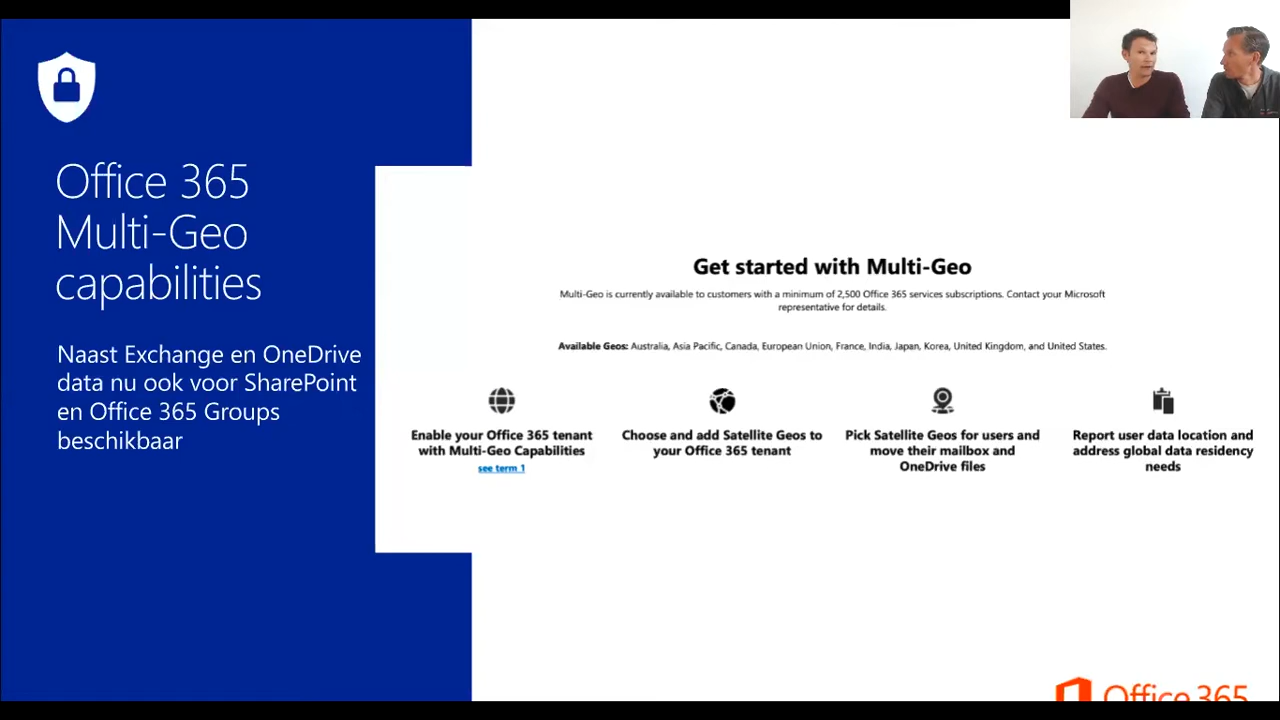 Office 365
Multi-Geo
capabilities
Naast Exchange en OneDrive
data nu ook voor SharePoint
en Office 365 Groups
beschikbaar
Get started with Multi-Geo
Multi-Geo is currently available to customers with a minimum of 2,500 Office 365 services subscriptions. Contact your Microsoft
representative for details.
Available Geos: Australia, Asia Pacific, Canada, European Union, France, India, Japan, Korea, United Kingdom, and United States.
Enable your Office 365 tenant
with Multi-Geo Capabilities
see term 1
Choose and add Satellite Geos to
your Office 365 tenant
Pick Satellite Geos for users and
move their mailbox and
OneDrive files
Report user data location and
address global data residency
needs
Office 365